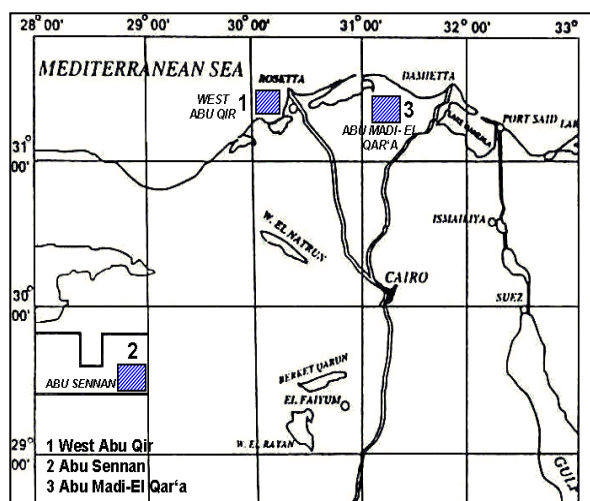 28° 00' 29° 00' 30° 00' 31° 00' 32° 00' 33°
MEDITERRANEAN SEA
ROSETTA
DAMIETTA
WEST
ABU QIR
1
3
ABU MADI-EL
QAR'A
LAKE MANZALA
PORT SAID
31°
00'
W. EL NATRUN
ISMAILIYA
CAIRO
30°
00'
SUEZ
2
ABU SENNAN
BERKET QARUN
EL FAIYUM
W. EL RAYAN
29°
00'
1 West Abu Qir
2 Abu Sennan
3 Abu Madi-El Qar'a
GULF